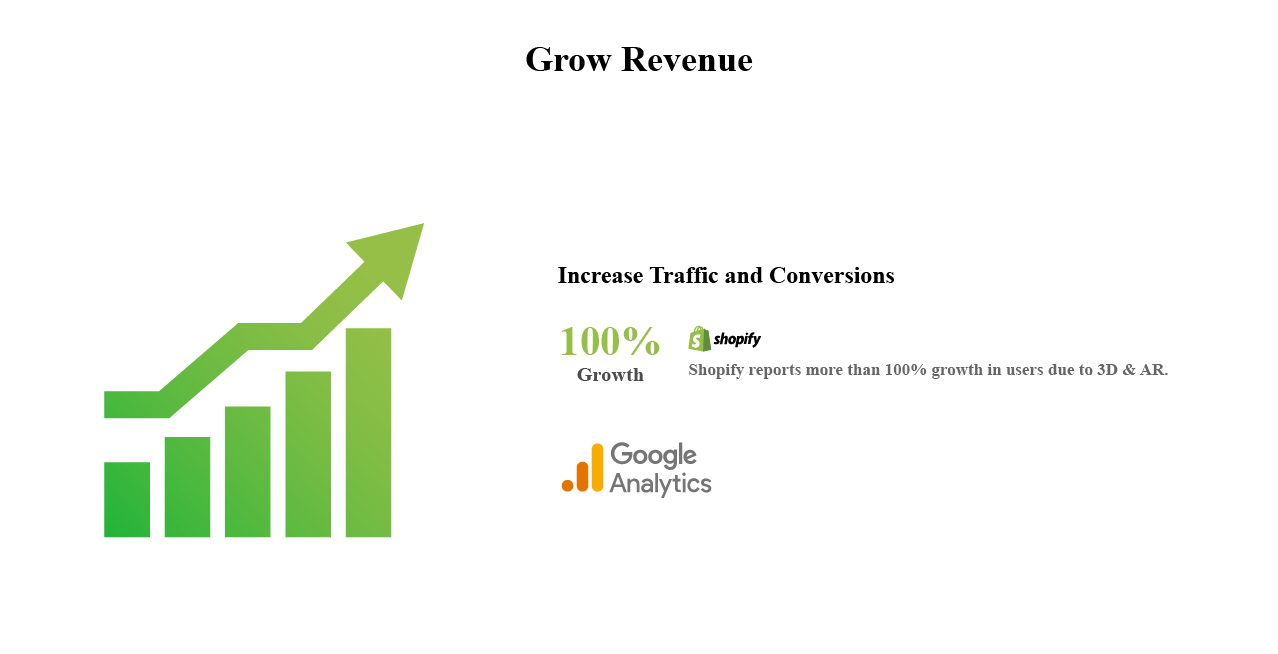 Grow Revenue
Increase Traffic and Conversions
100%
Growth
shopify
Shopify reports more than 100% growth in users due to 3D & AR.
Google
Analytics